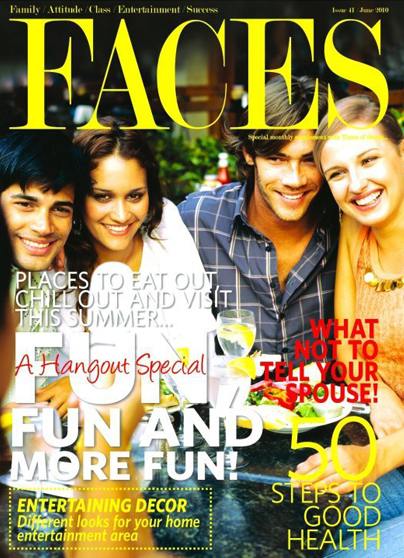 Family / Attitude / Class / Entertainment / Success
Issue 41 / June 2010
FACES
Special monthly
PLACES TO EAT OUT,
CHILL OUT AND VISIT
THIS SUMMER...
FUN,
A Hangout Special
FUN AND
MORE FUN!
WHAT
NOT TO
TELL YOUR
SPOUSE!
50
STEPS TO
GOOD
HEALTH
ENTERTAINING DECOR
Different looks for your home
entertainment area